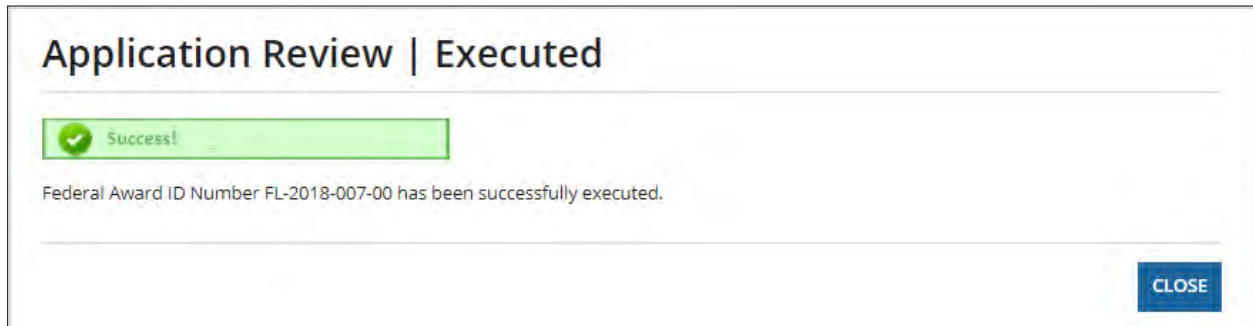 Application Review | Executed
Success!
Federal Award ID Number FL-2018-007-00 has been successfully executed.
CLOSE